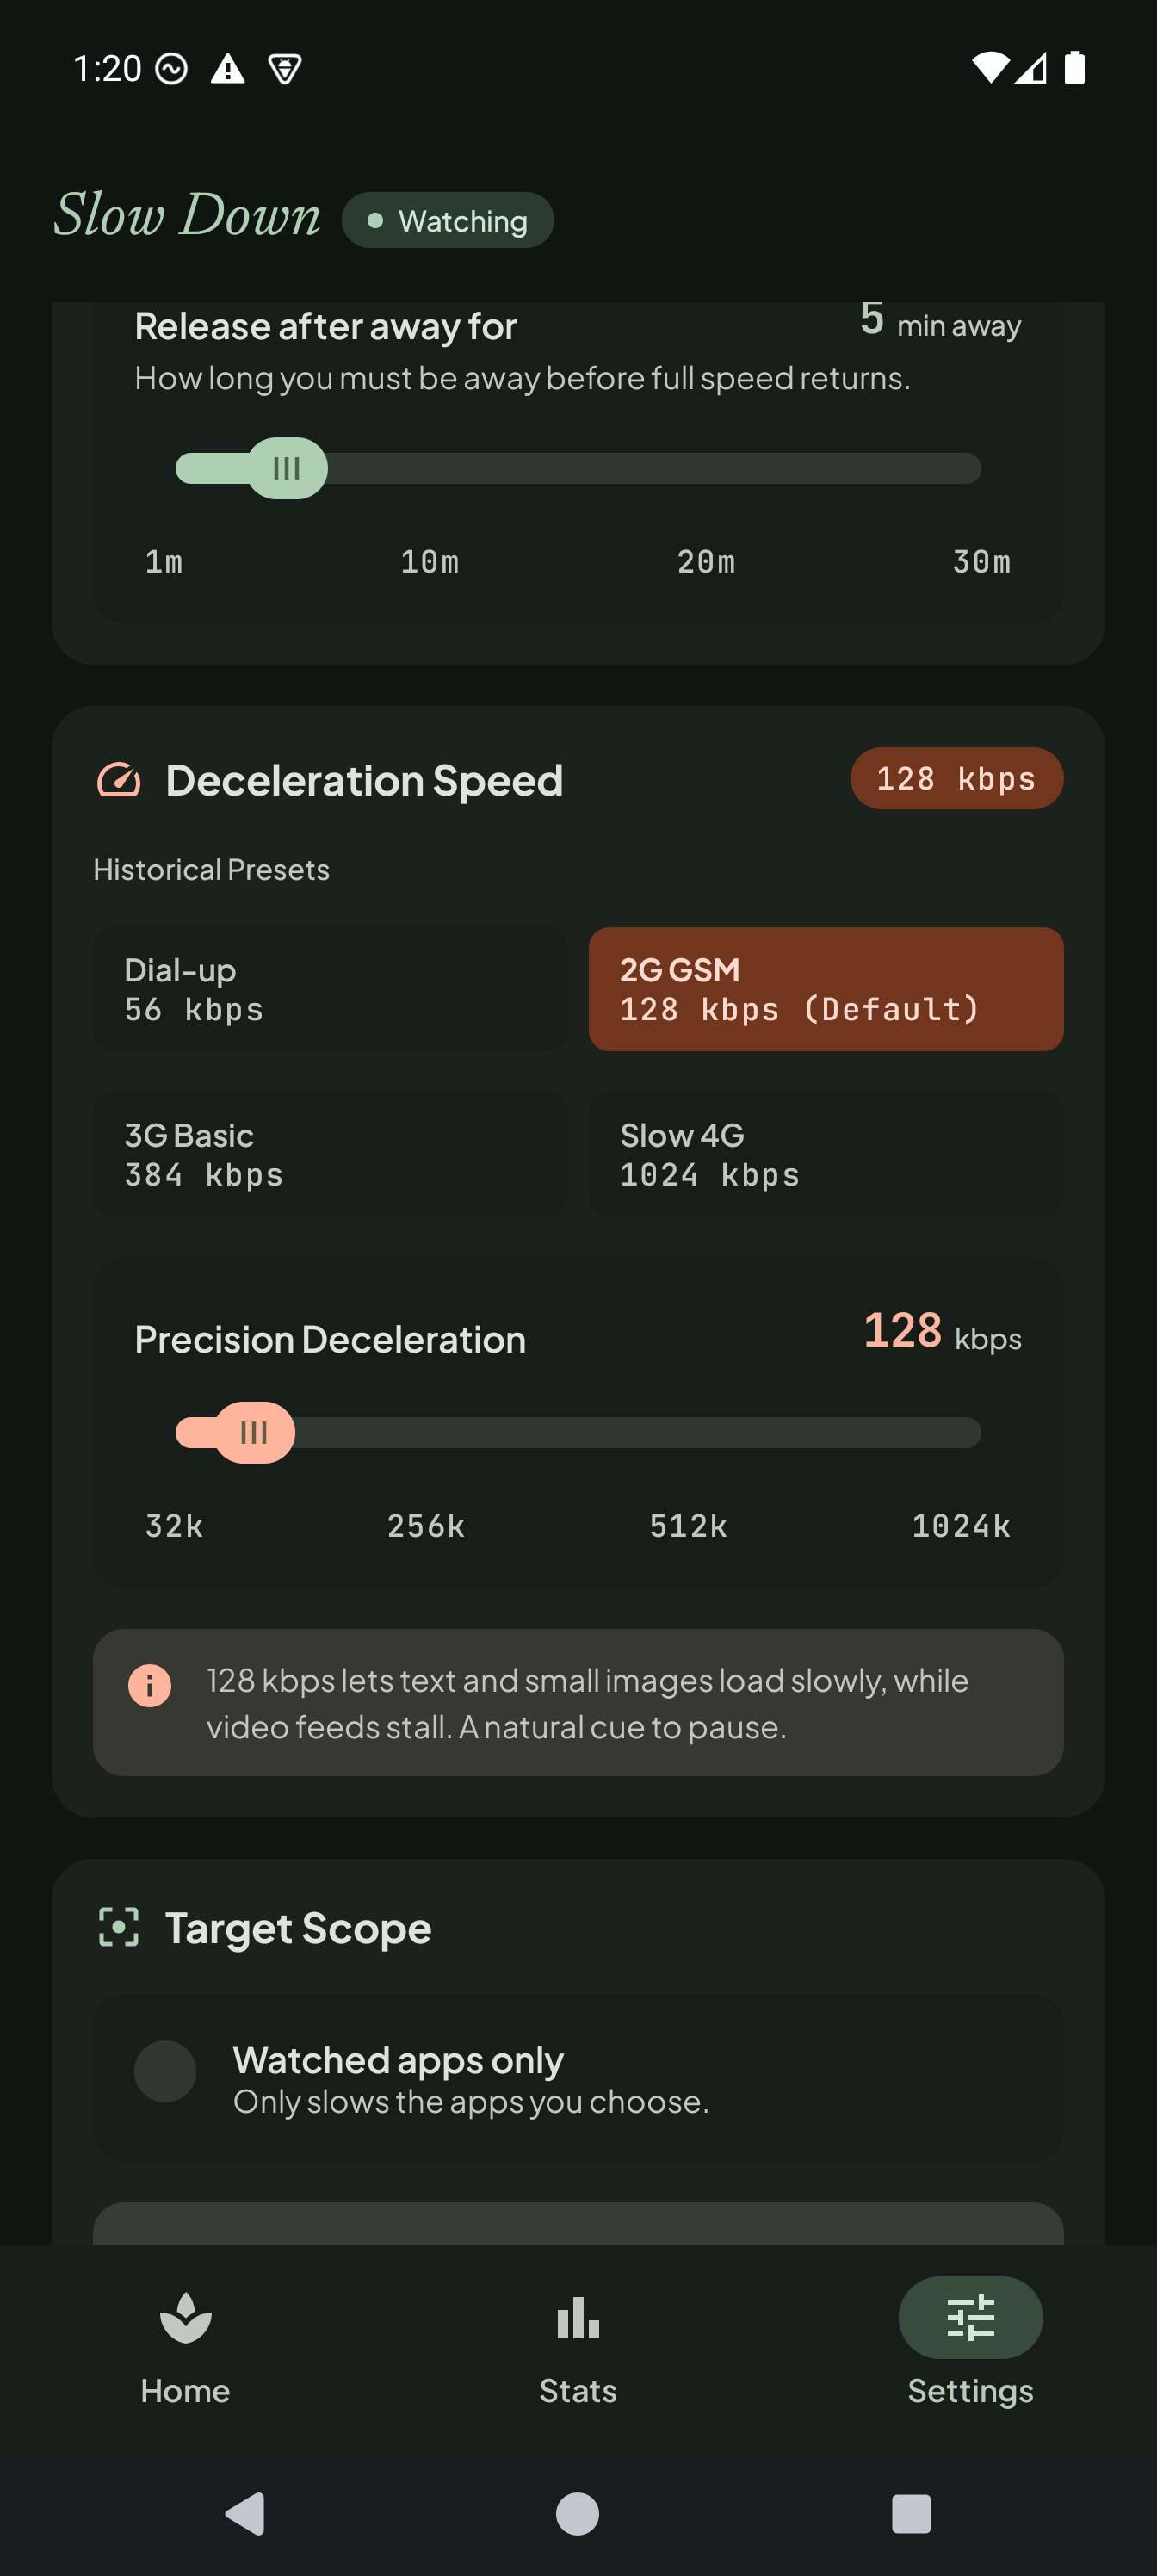 1:20
Slow Down
Watching
Release after away for
5 min away
How long you must be away before full speed returns.
1m 10m 20m 30m
Deceleration Speed
128 kbps
Historical Presets
Dial-up
56 kbps
2G GSM
128 kbps (Default)
3G Basic
384 kbps
Slow 4G
1024 kbps
Precision Deceleration
128 kbps
32k 256k 512k 1024k
128 kbps lets text and small images load slowly, while
video feeds stall. A natural cue to pause.
Target Scope
Watched apps only
Only slows the apps you choose.
Home Stats Settings